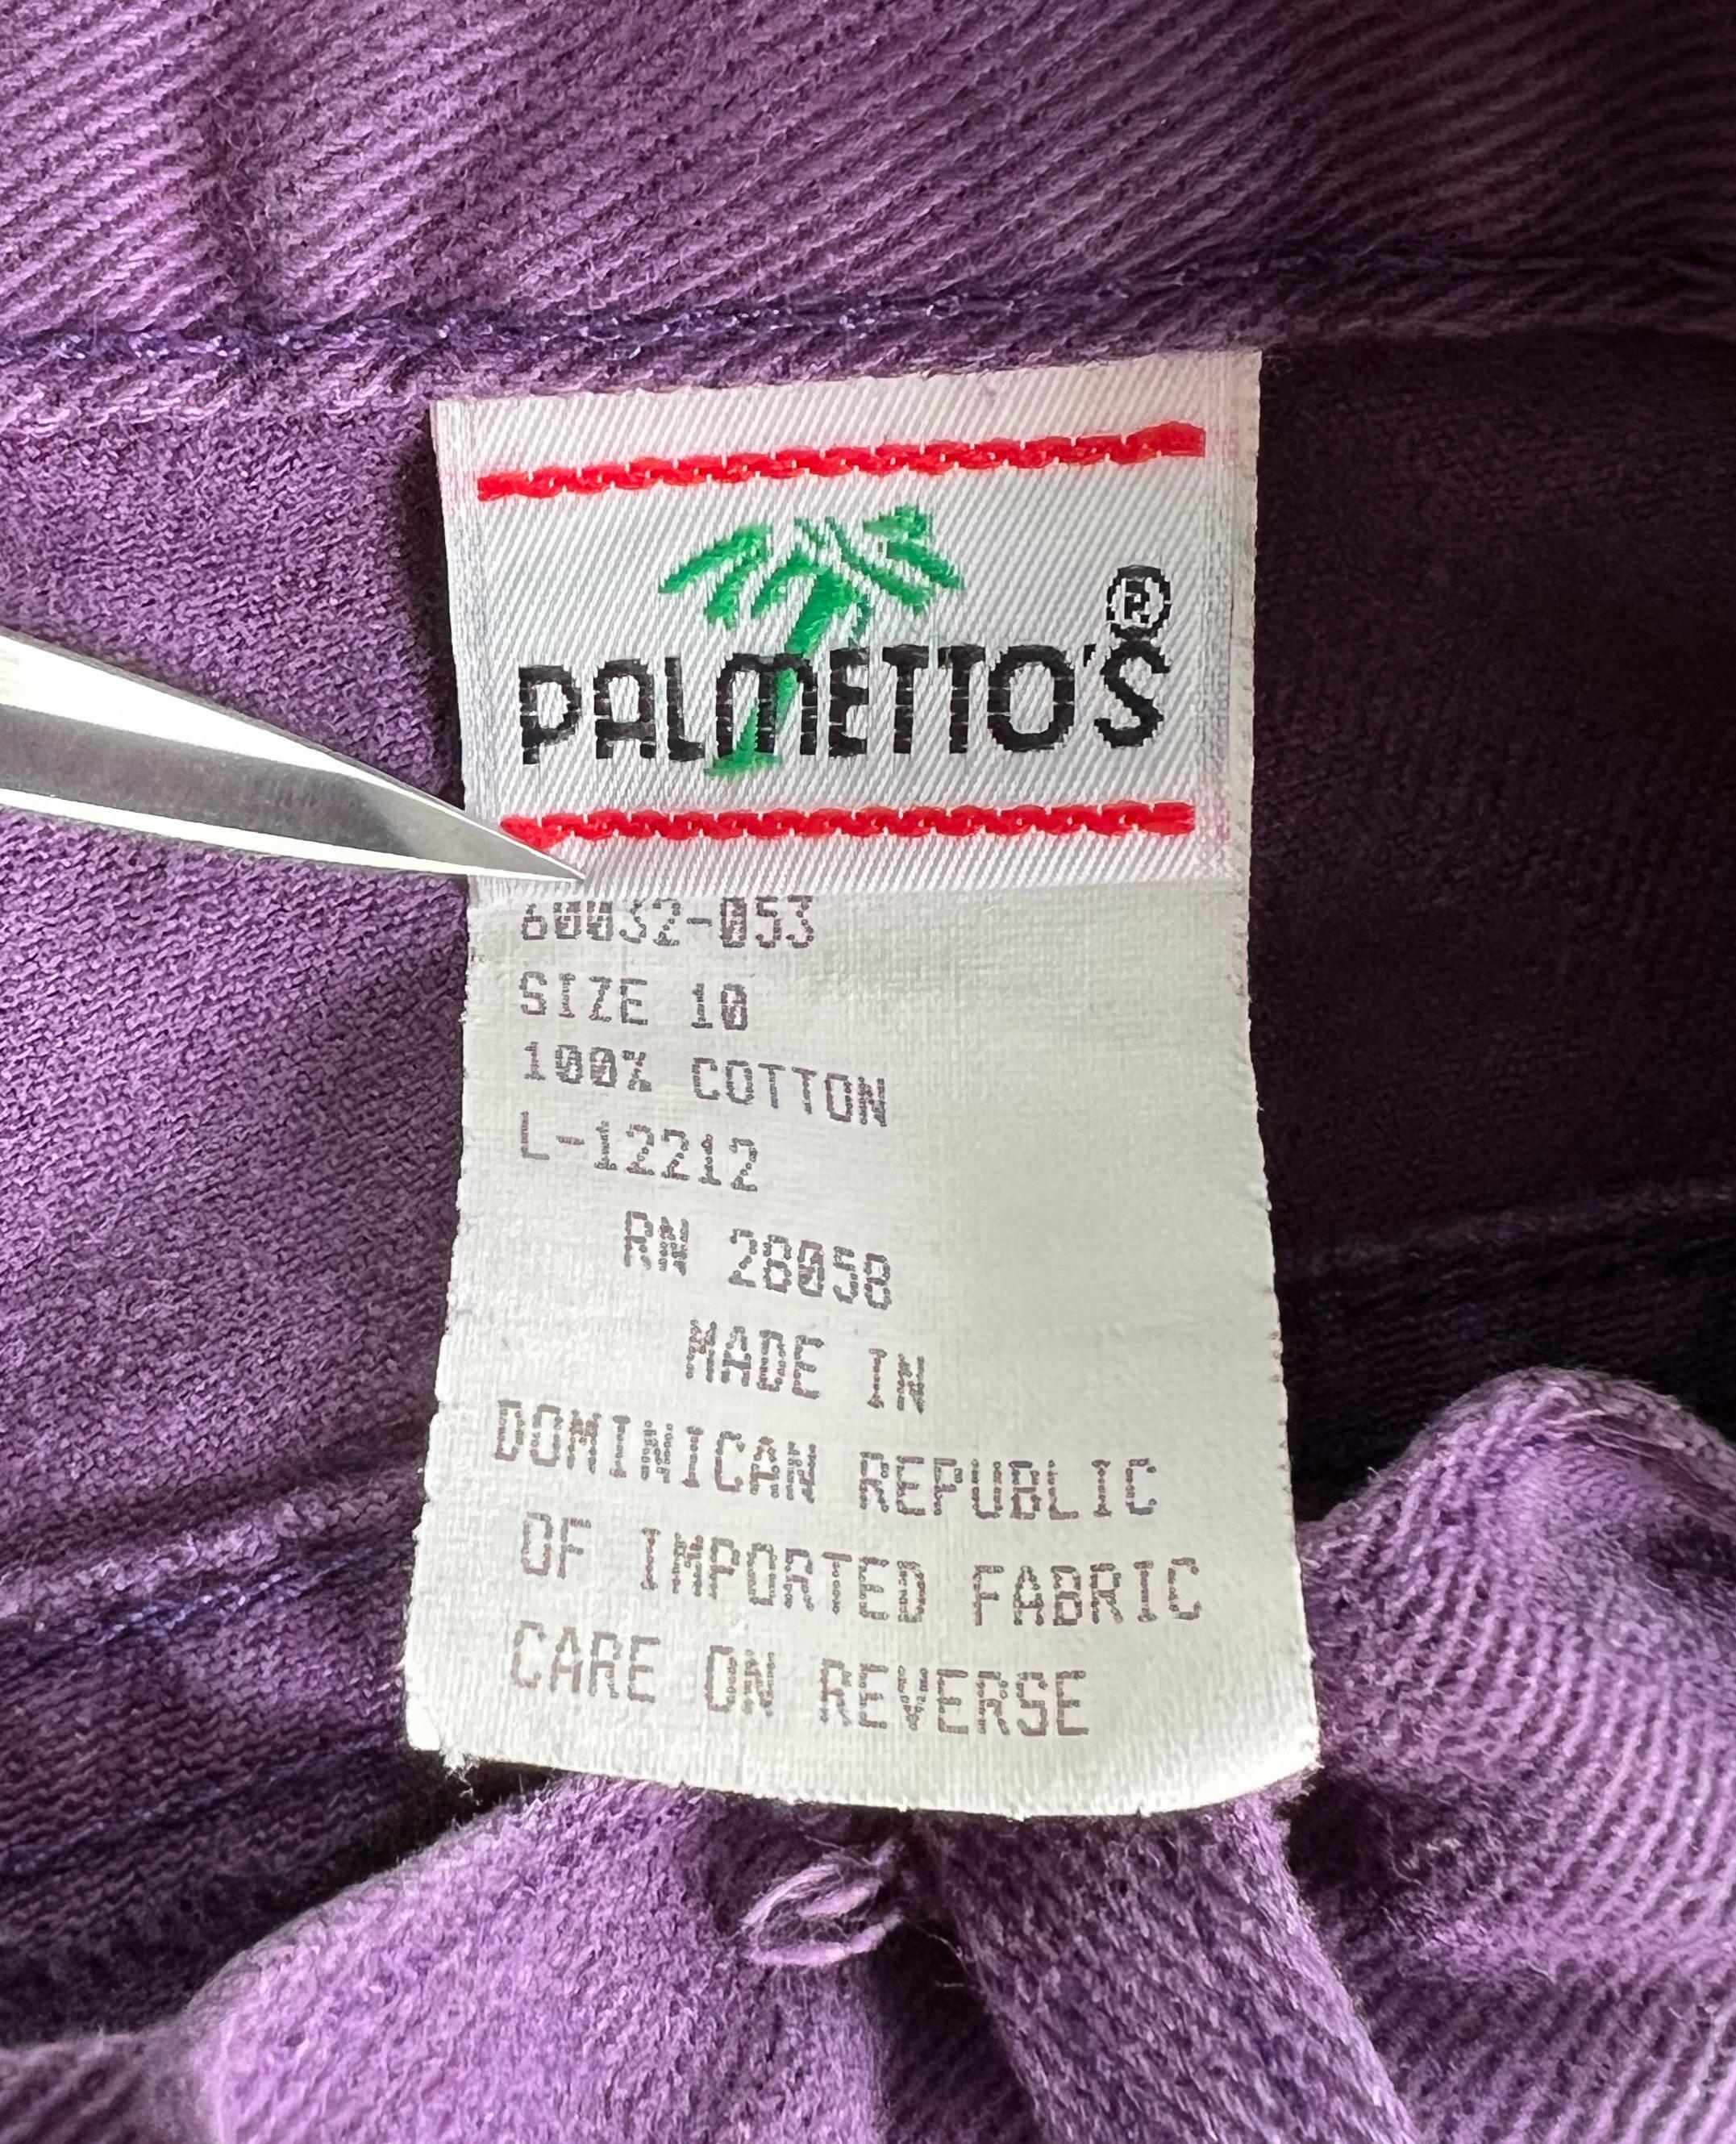 PALMETTO'S®
60032-053
SIZE 10
100% COTTON
C-12212
RN 28058
MADE IN
DOMINICAN REPUBLIC
OF IMPORTED FABRIC
CARE ON REVERSE